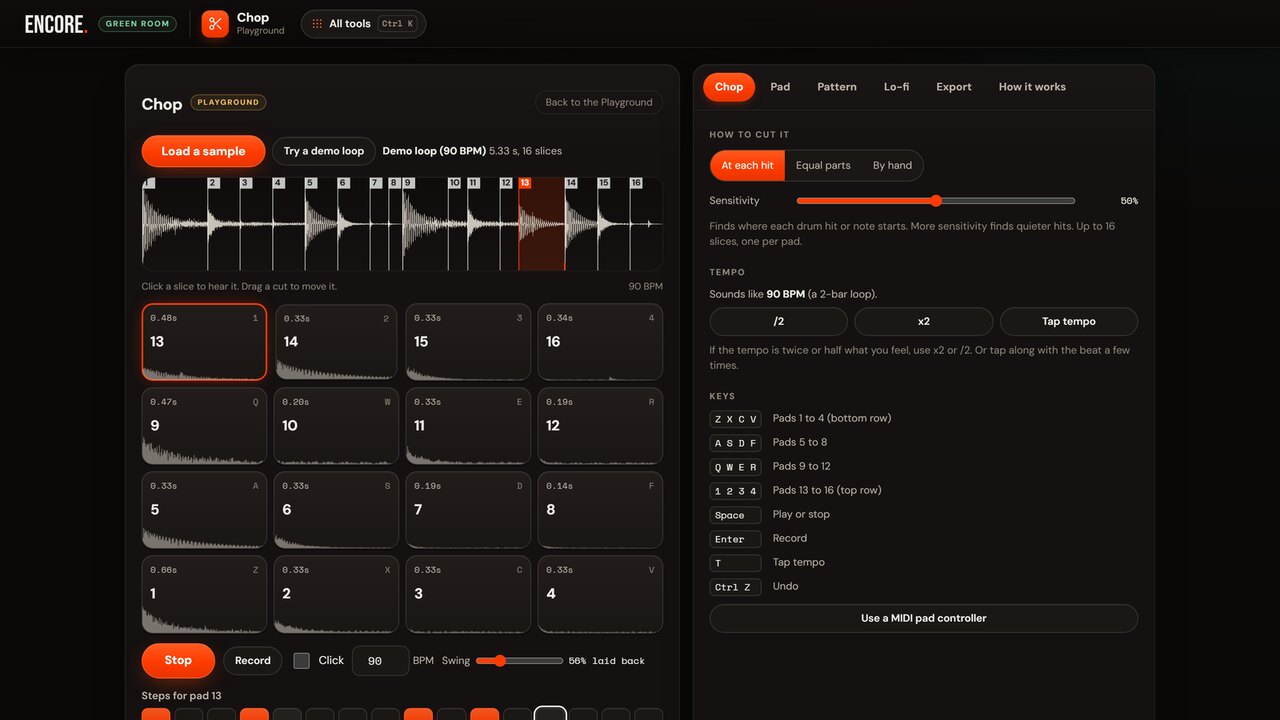 ENCORE.
GREEN ROOM
Chop
Playground
All tools
Ctrl K
Chop
PLAYGROUND
Back to the Playground
Load a sample
Try a demo loop
Demo loop (90 BPM) 5.33 s, 16 slices
1 2 3 4 5 6 7 8 9 10 11 12 13 14 15 16
Click a slice to hear it. Drag a cut to move it.
90 BPM
0.48s 1
13
0.33s 2
14
0.33s 3
15
0.34s 4
16
0.47s Q
9
0.20s W
10
0.33s E
11
0.19s R
12
0.33s A
5
0.33s S
6
0.19s D
7
0.14s F
8
0.66s Z
1
0.33s X
2
0.33s C
3
0.33s V
4
Stop
Record
Click
90
BPM
Swing
56% laid back
Steps for pad 13
Chop
Pad
Pattern
Lo-fi
Export
How it works
HOW TO CUT IT
At each hit
Equal parts
By hand
Sensitivity
50%
Finds where each drum hit or note starts. More sensitivity finds quieter hits. Up to 16
slices, one per pad.
TEMPO
Sounds like 90 BPM (a 2-bar loop).
/2
x2
Tap tempo
If the tempo is twice or half what you feel, use x2 or /2. Or tap along with the beat a few
times.
KEYS
Z X C V Pads 1 to 4 (bottom row)
A S D F Pads 5 to 8
Q W E R Pads 9 to 12
1 2 3 4 Pads 13 to 16 (top row)
Space Play or stop
Enter Record
T Tap tempo
Ctrl Z Undo
Use a MIDI pad controller